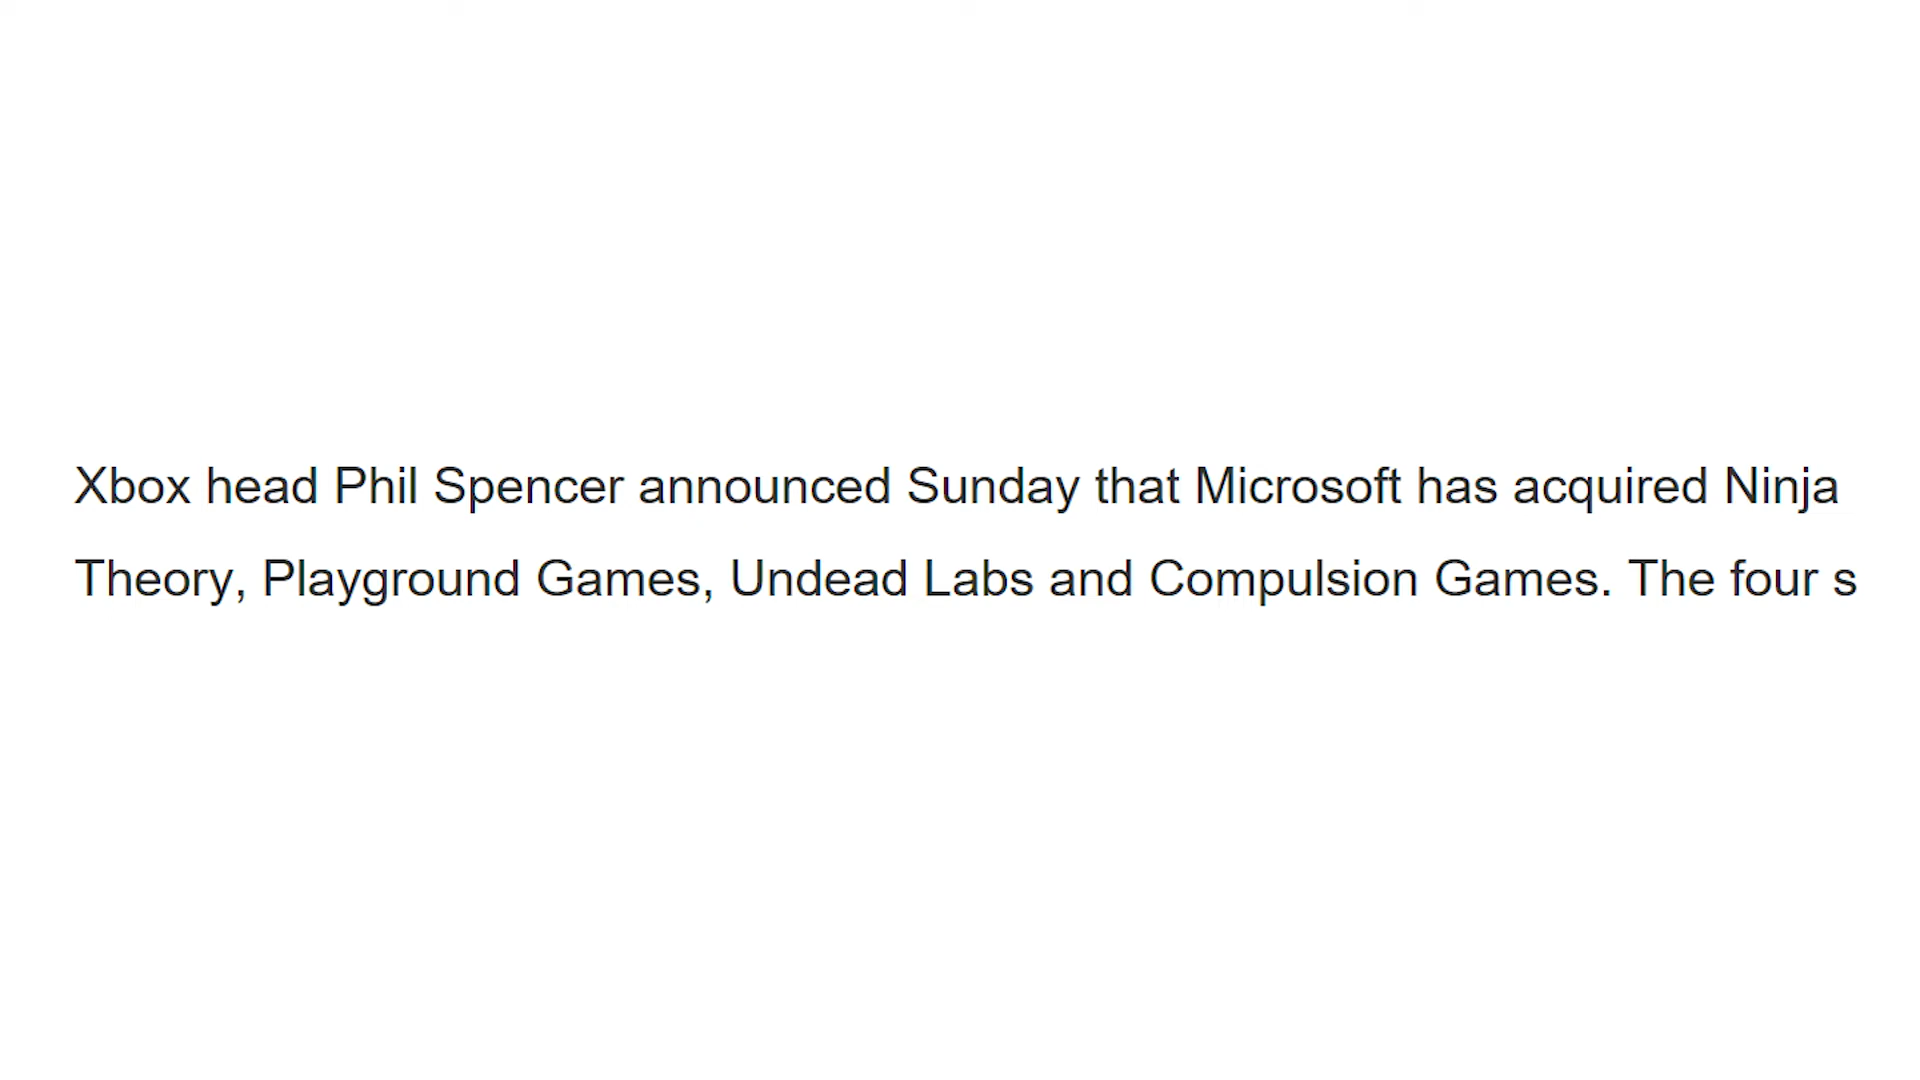 Xbox head Phil Spencer announced Sunday that Microsoft has acquired Ninja
Theory, Playground Games, Undead Labs and Compulsion Games. The four s